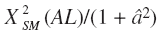 X²_SM (AL)/(1 + â²)